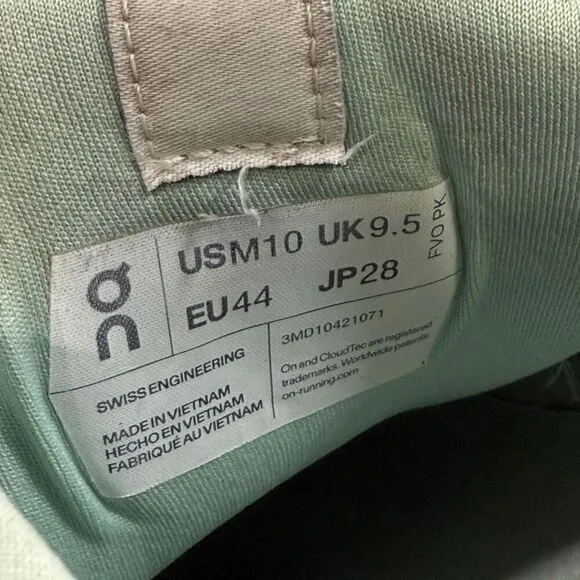 On
USM10 UK9.5
EU44 JP28
FVO PK
SWISS ENGINEERING
MADE IN VIETNAM
HECHO EN VIETNAM
FABRIQUÉ AU VIETNAM
3MD10421071
On and CloudTec are registered
trademarks. Worldwide patents
on-running.com